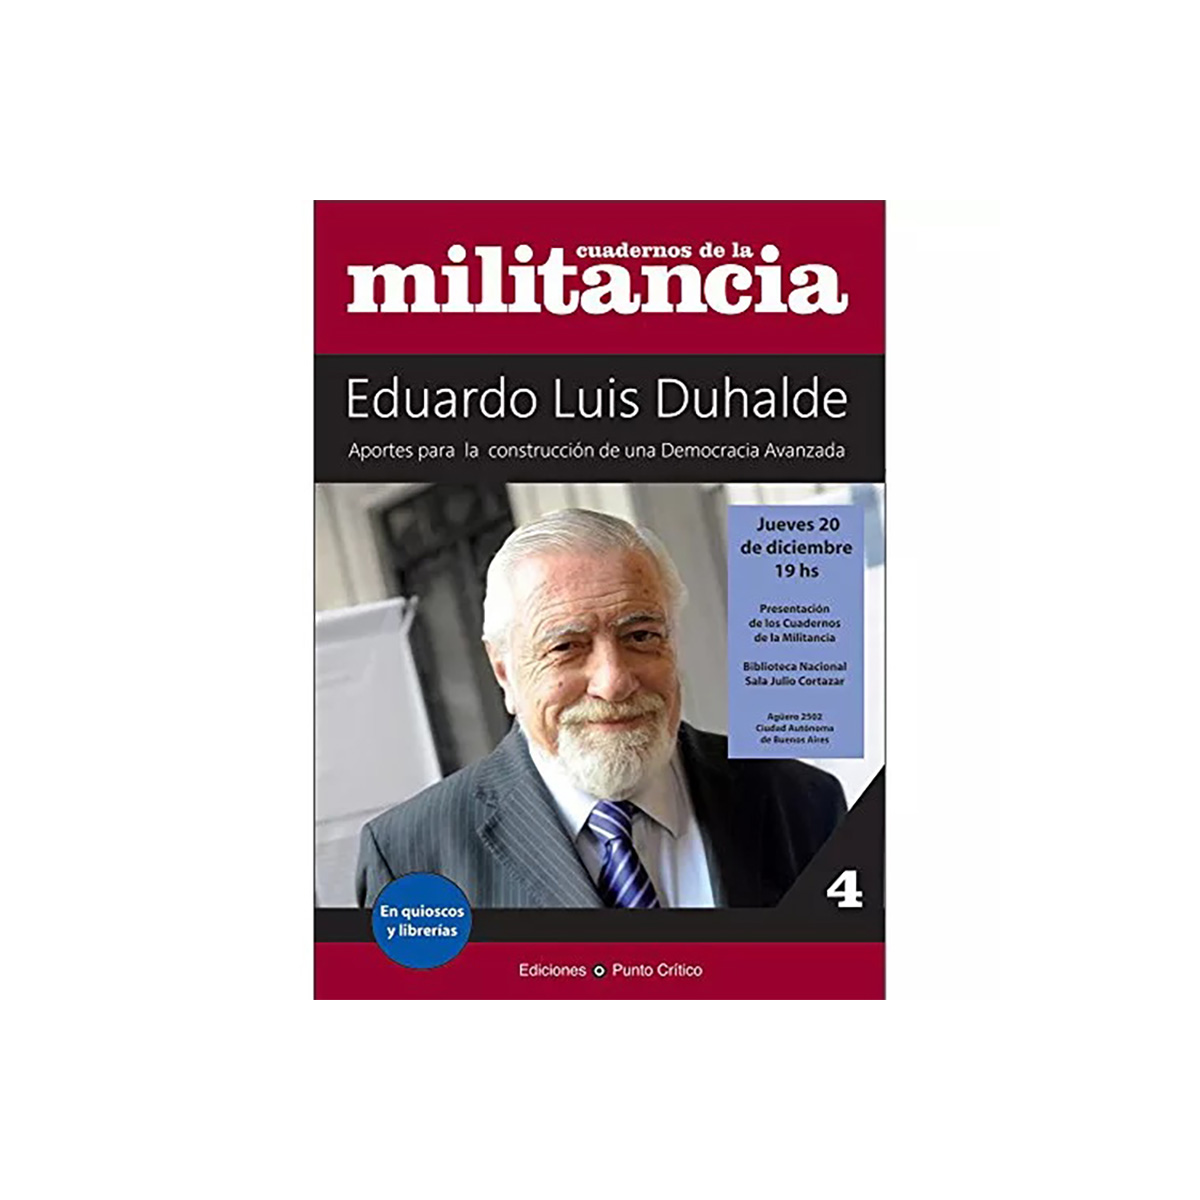 cuadernos de la
militancia
Eduardo Luis Duhalde
Aportes para la construcción de una Democracia Avanzada
Jueves 20
de diciembre
19 hs
Presentación
de los Cuadernos
de la Militancia
Biblioteca Nacional
Sala Julio Cortazar
Agüero 2502
Ciudad Autónoma
de Buenos Aires
4
En quioscos
y librerías
Ediciones Punto Crítico